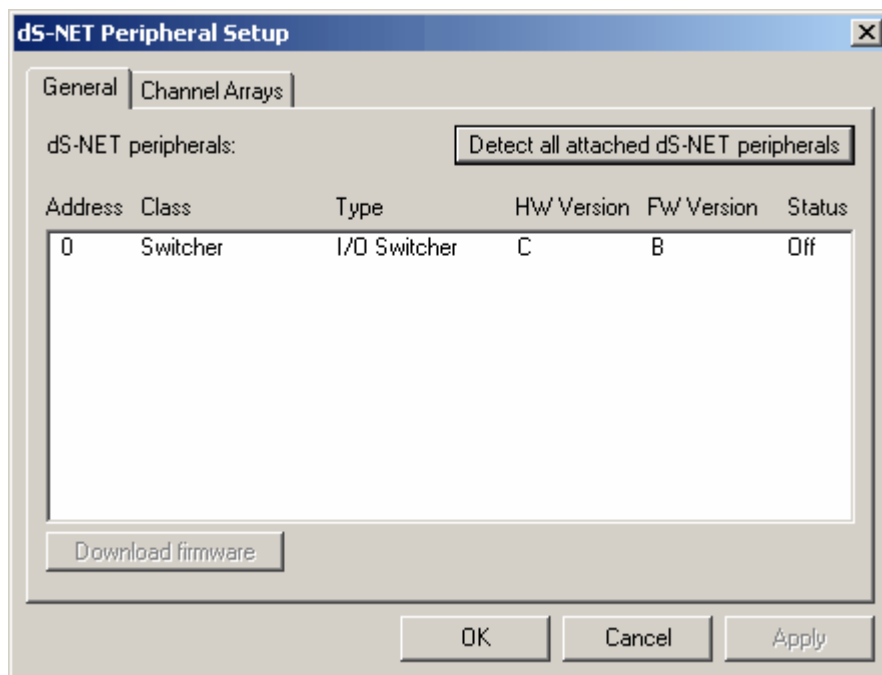 dS-NET Peripheral Setup
General Channel Arrays
dS-NET peripherals: Detect all attached dS-NET peripherals
Address Class Type HW Version FW Version Status
0 Switcher I/O Switcher C B Off
Download firmware
OK Cancel Apply